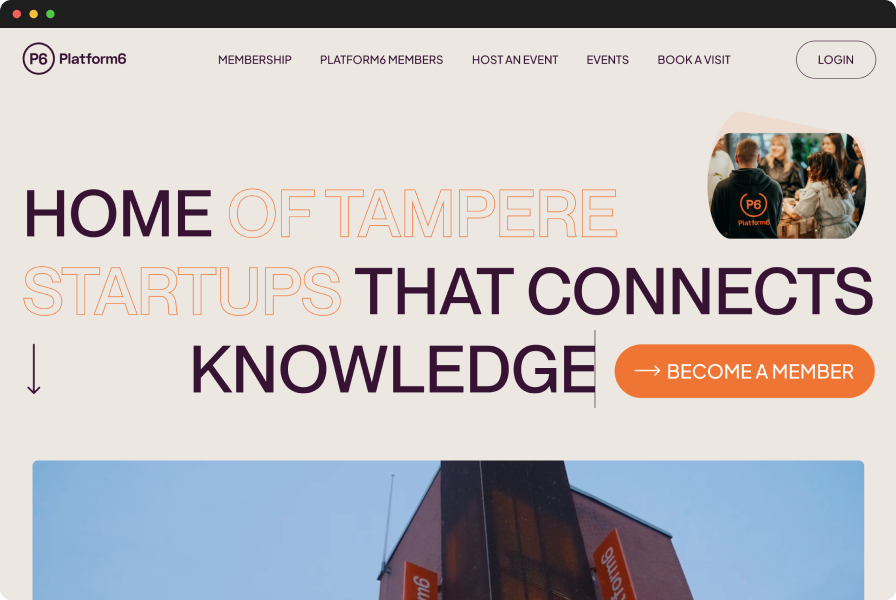 P6 Platform6
MEMBERSHIP
PLATFORM6 MEMBERS
HOST AN EVENT
EVENTS
BOOK A VISIT
LOGIN
P6
Platform6
HOME OF TAMPERE
STARTUPS THAT CONNECTS
KNOWLEDGE
→ BECOME A MEMBER